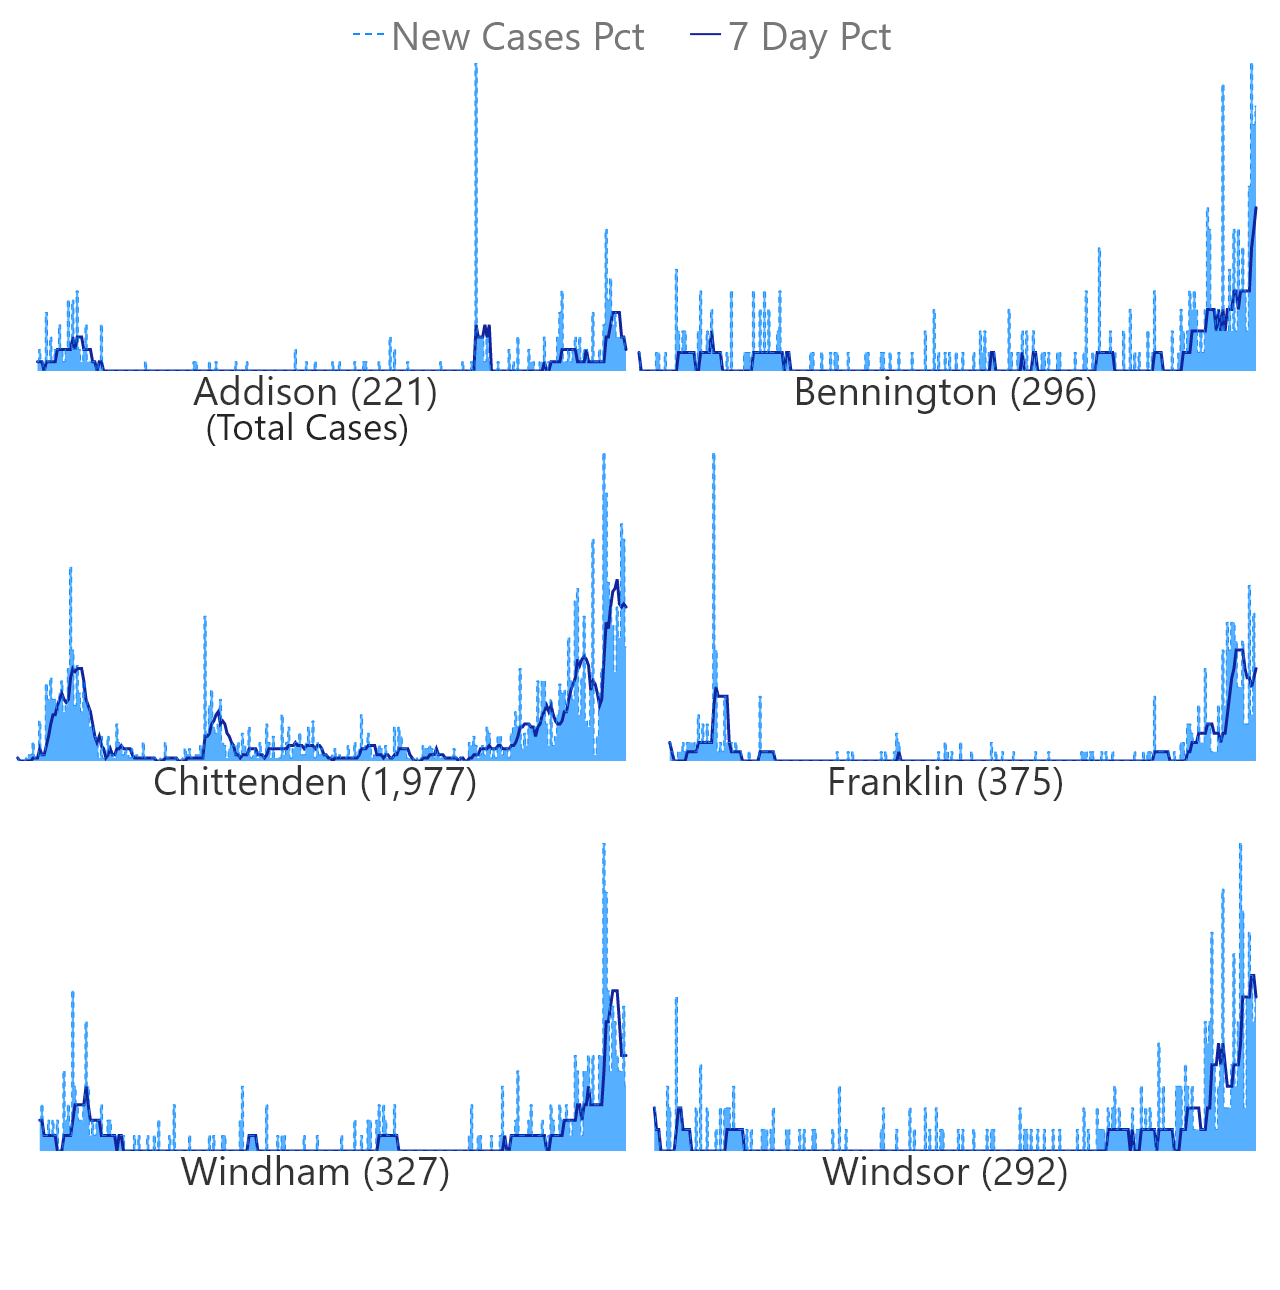 New Cases Pct 7 Day Pct
Addison (221) Bennington (296)
(Total Cases)
Chittenden (1,977) Franklin (375)
Windham (327) Windsor (292)